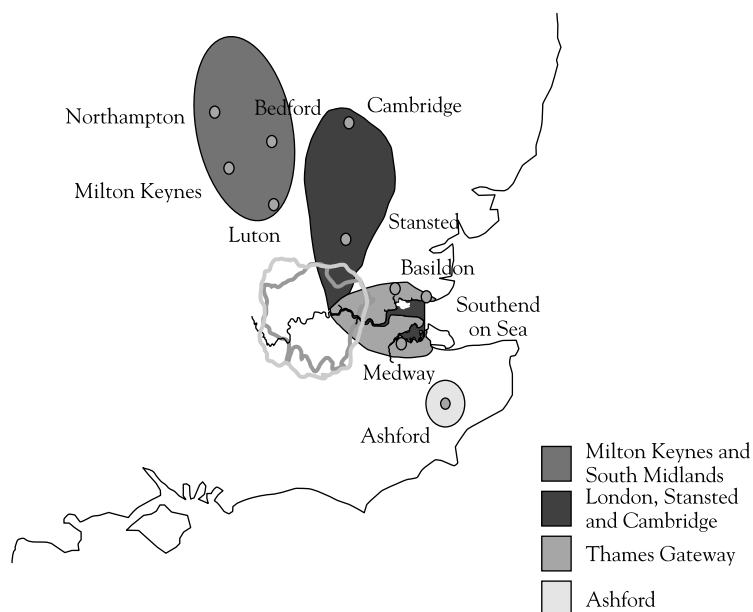 Northampton
Bedford
Cambridge
Milton Keynes
Luton
Stansted
Basildon
Southend
on Sea
Medway
Ashford
Milton Keynes and
South Midlands
London, Stansted
and Cambridge
Thames Gateway
Ashford